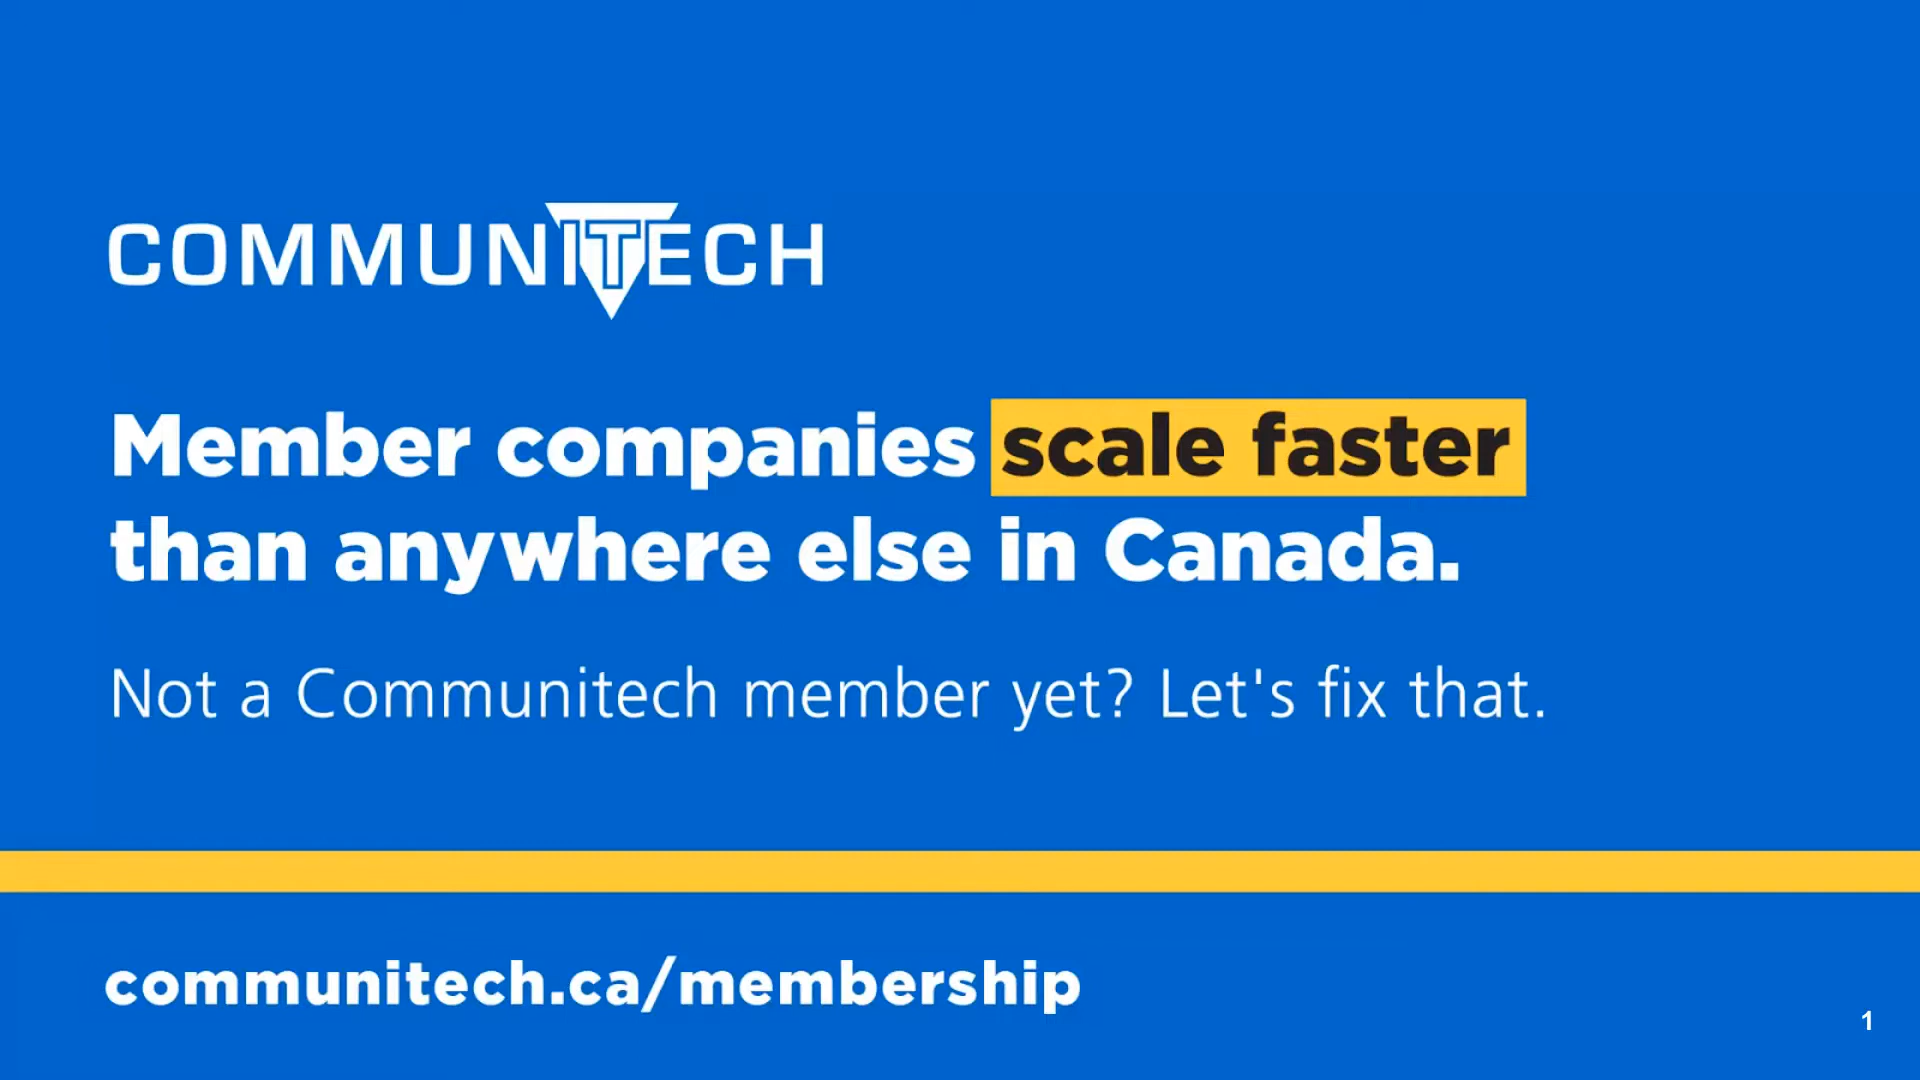 COMMUNITECH
Member companies scale faster
than anywhere else in Canada.
Not a Communitech member yet? Let's fix that.
communitech.ca/membership
1